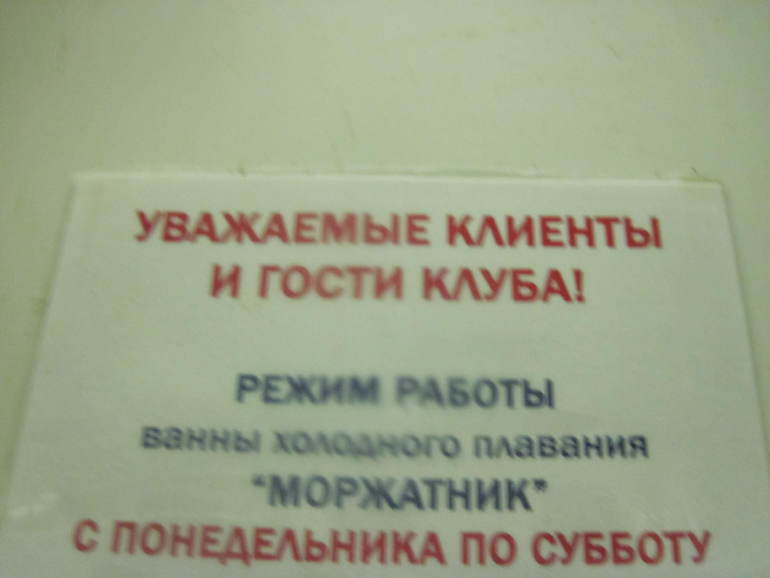 УВАЖАЕМЫЕ КЛИЕНТЫ
И ГОСТИ КЛУБА!
РЕЖИМ РАБОТЫ
ванны холодного плавания
"МОРЖАТНИК"
С ПОНЕДЕЛЬНИКА ПО СУББОТУ